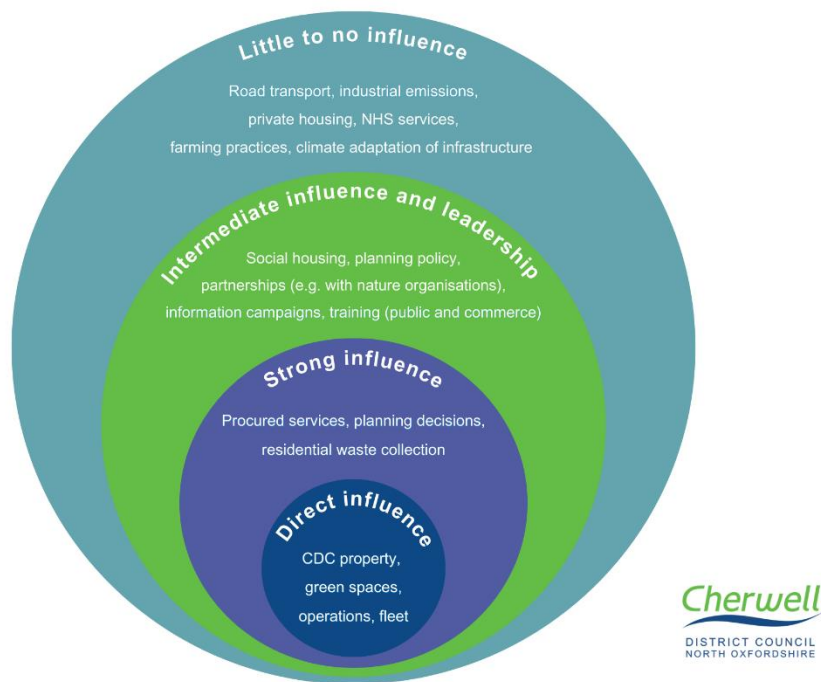 Little to no influence
Road transport, industrial emissions,
private housing, NHS services,
farming practices, climate adaptation of infrastructure
Intermediate influence and leadership
Social housing, planning policy,
partnerships (e.g. with nature organisations),
information campaigns, training (public and commerce)
Strong influence
Procured services, planning decisions,
residential waste collection
Direct influence
CDC property,
green spaces,
operations, fleet
Cherwell
DISTRICT COUNCIL
NORTH OXFORDSHIRE